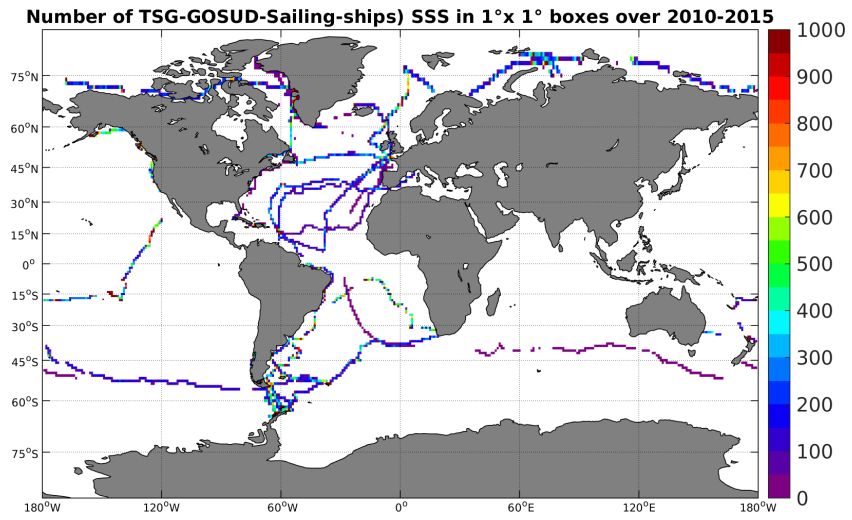 Number of TSG-GOSUD-Sailing-ships) SSS in 1°x 1° boxes over 2010-2015
75°N
60°N
45°N
30°N
15°N
0°
15°S
30°S
45°S
60°S
75°S
180°W 120°W 60°W 0° 60°E 120°E 180°W
1000
900
800
700
600
500
400
300
200
100
0